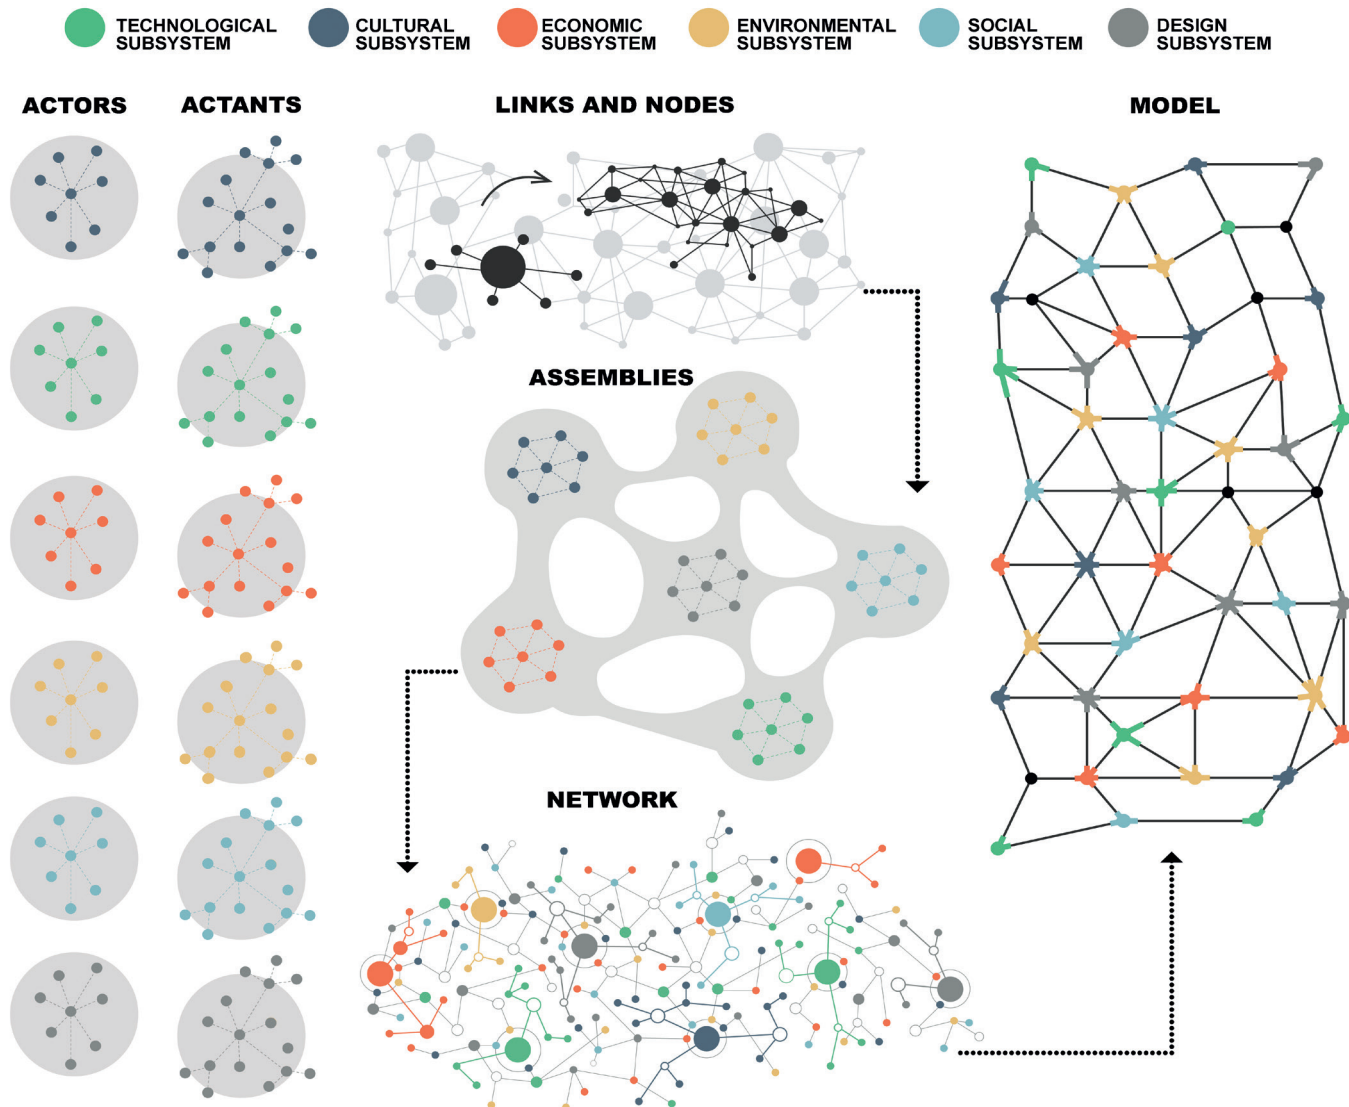 TECHNOLOGICAL
SUBSYSTEM
CULTURAL
SUBSYSTEM
ECONOMIC
SUBSYSTEM
ENVIRONMENTAL
SUBSYSTEM
SOCIAL
SUBSYSTEM
DESIGN
SUBSYSTEM
ACTORS
ACTANTS
LINKS AND NODES
MODEL
ASSEMBLIES
NETWORK